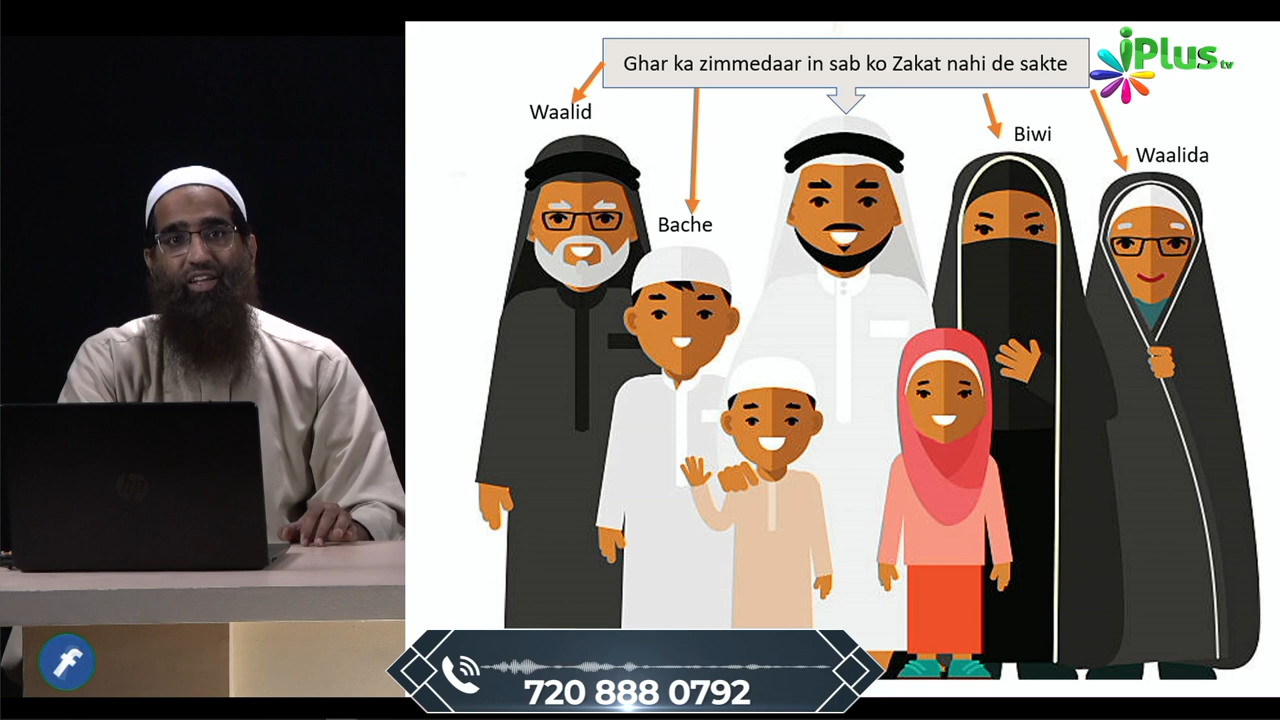 Ghar ka zimmedaar in sab ko Zakat nahi de sakte
iPlus tv
Waalid
Biwi
Waalida
Bache
hp
f
720 888 0792